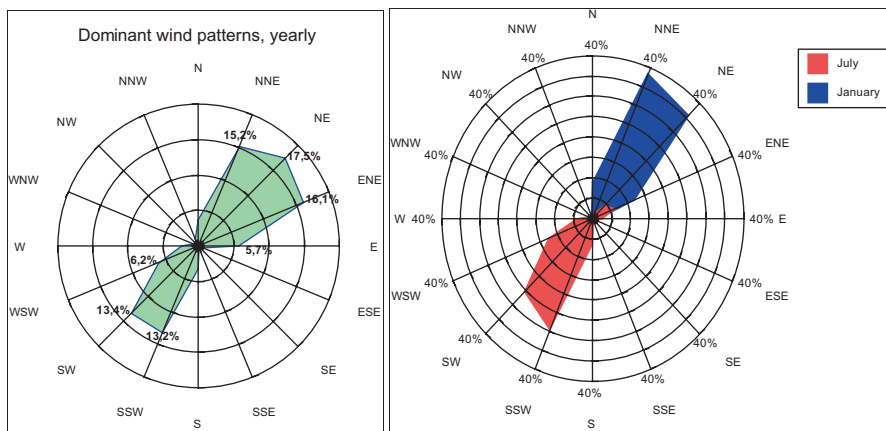 Dominant wind patterns, yearly
N
NNW
NNE
NW
NE
15,2%
17,5%
WNW
ENE
16,1%
W
E
5,7%
6,2%
WSW
ESE
13,4%
13,2%
SW
SE
SSW
SSE
S
N
NNW
NNE
40%
40%
40%
NW
NE
40%
40%
WNW
ENE
40%
40%
W 40%
40% E
40%
40%
WSW
ESE
40%
40%
SW
SE
40%
40%
40%
SSW
SSE
S
July
January